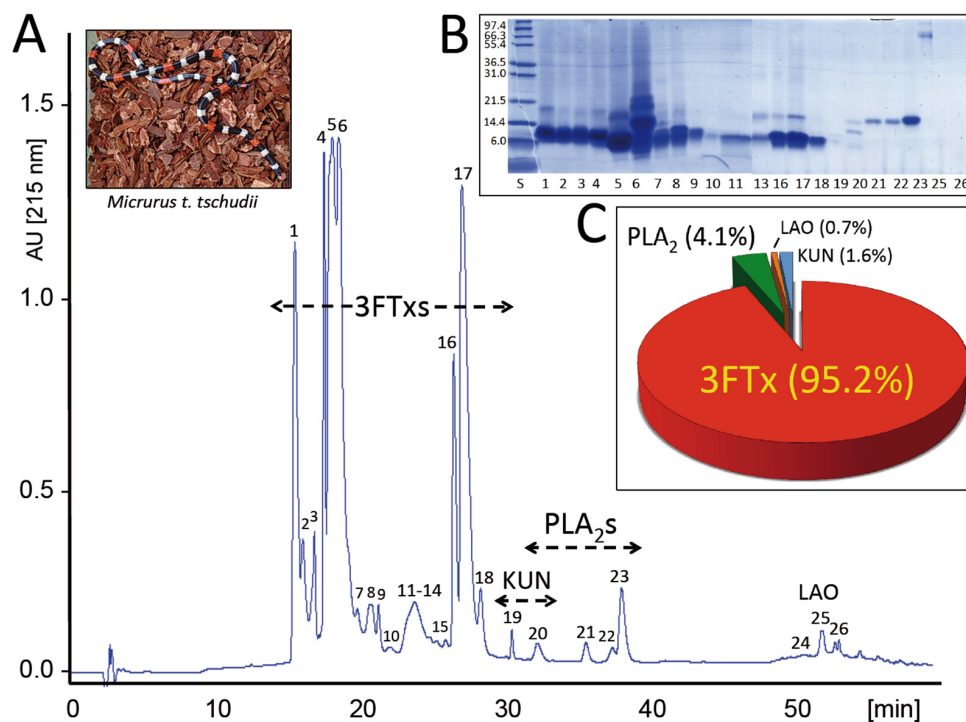 A
AU [215 nm]
1.5
1.0
0.5
0.0
0 10 20 30 40 50 [min]
Micrurus t. tschudii
1
2
3
4
5
6
7
8
9
10
11-14
15
16
17
18
19
20
21
22
23
24
25
26
3FTxs
KUN
PLA₂s
LAO
B
97.4
66.3
55.4
36.5
31.0
21.5
14.4
6.0
S 1 2 3 4 5 6 7 8 9 10 11 13 16 17 18 19 20 21 22 23 25 26
C
PLA₂ (4.1%)
LAO (0.7%)
KUN (1.6%)
3FTx (95.2%)